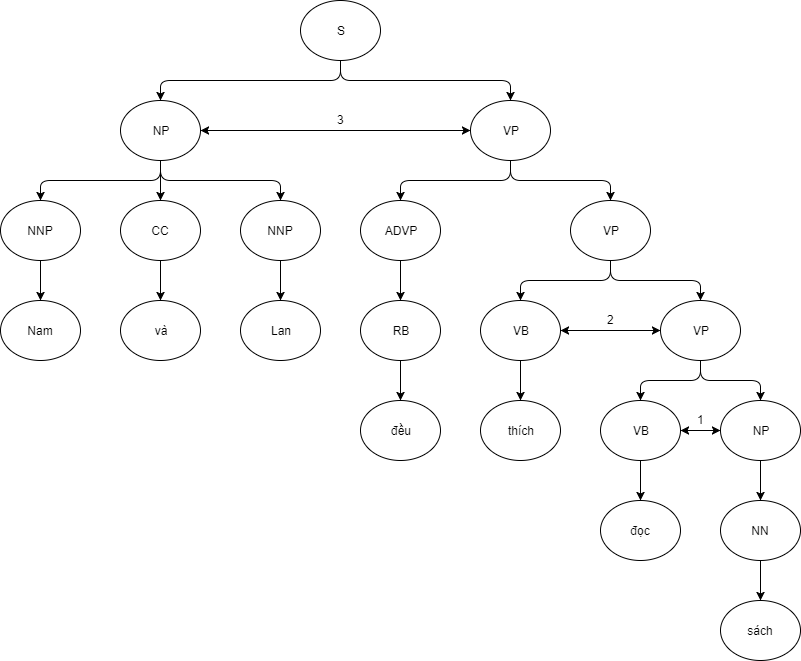 S
NP
3
VP
NNP
CC
NNP
ADVP
VP
Nam
và
Lan
RB
VB
2
VP
đều
thích
VB
1
NP
đọc
NN
sách